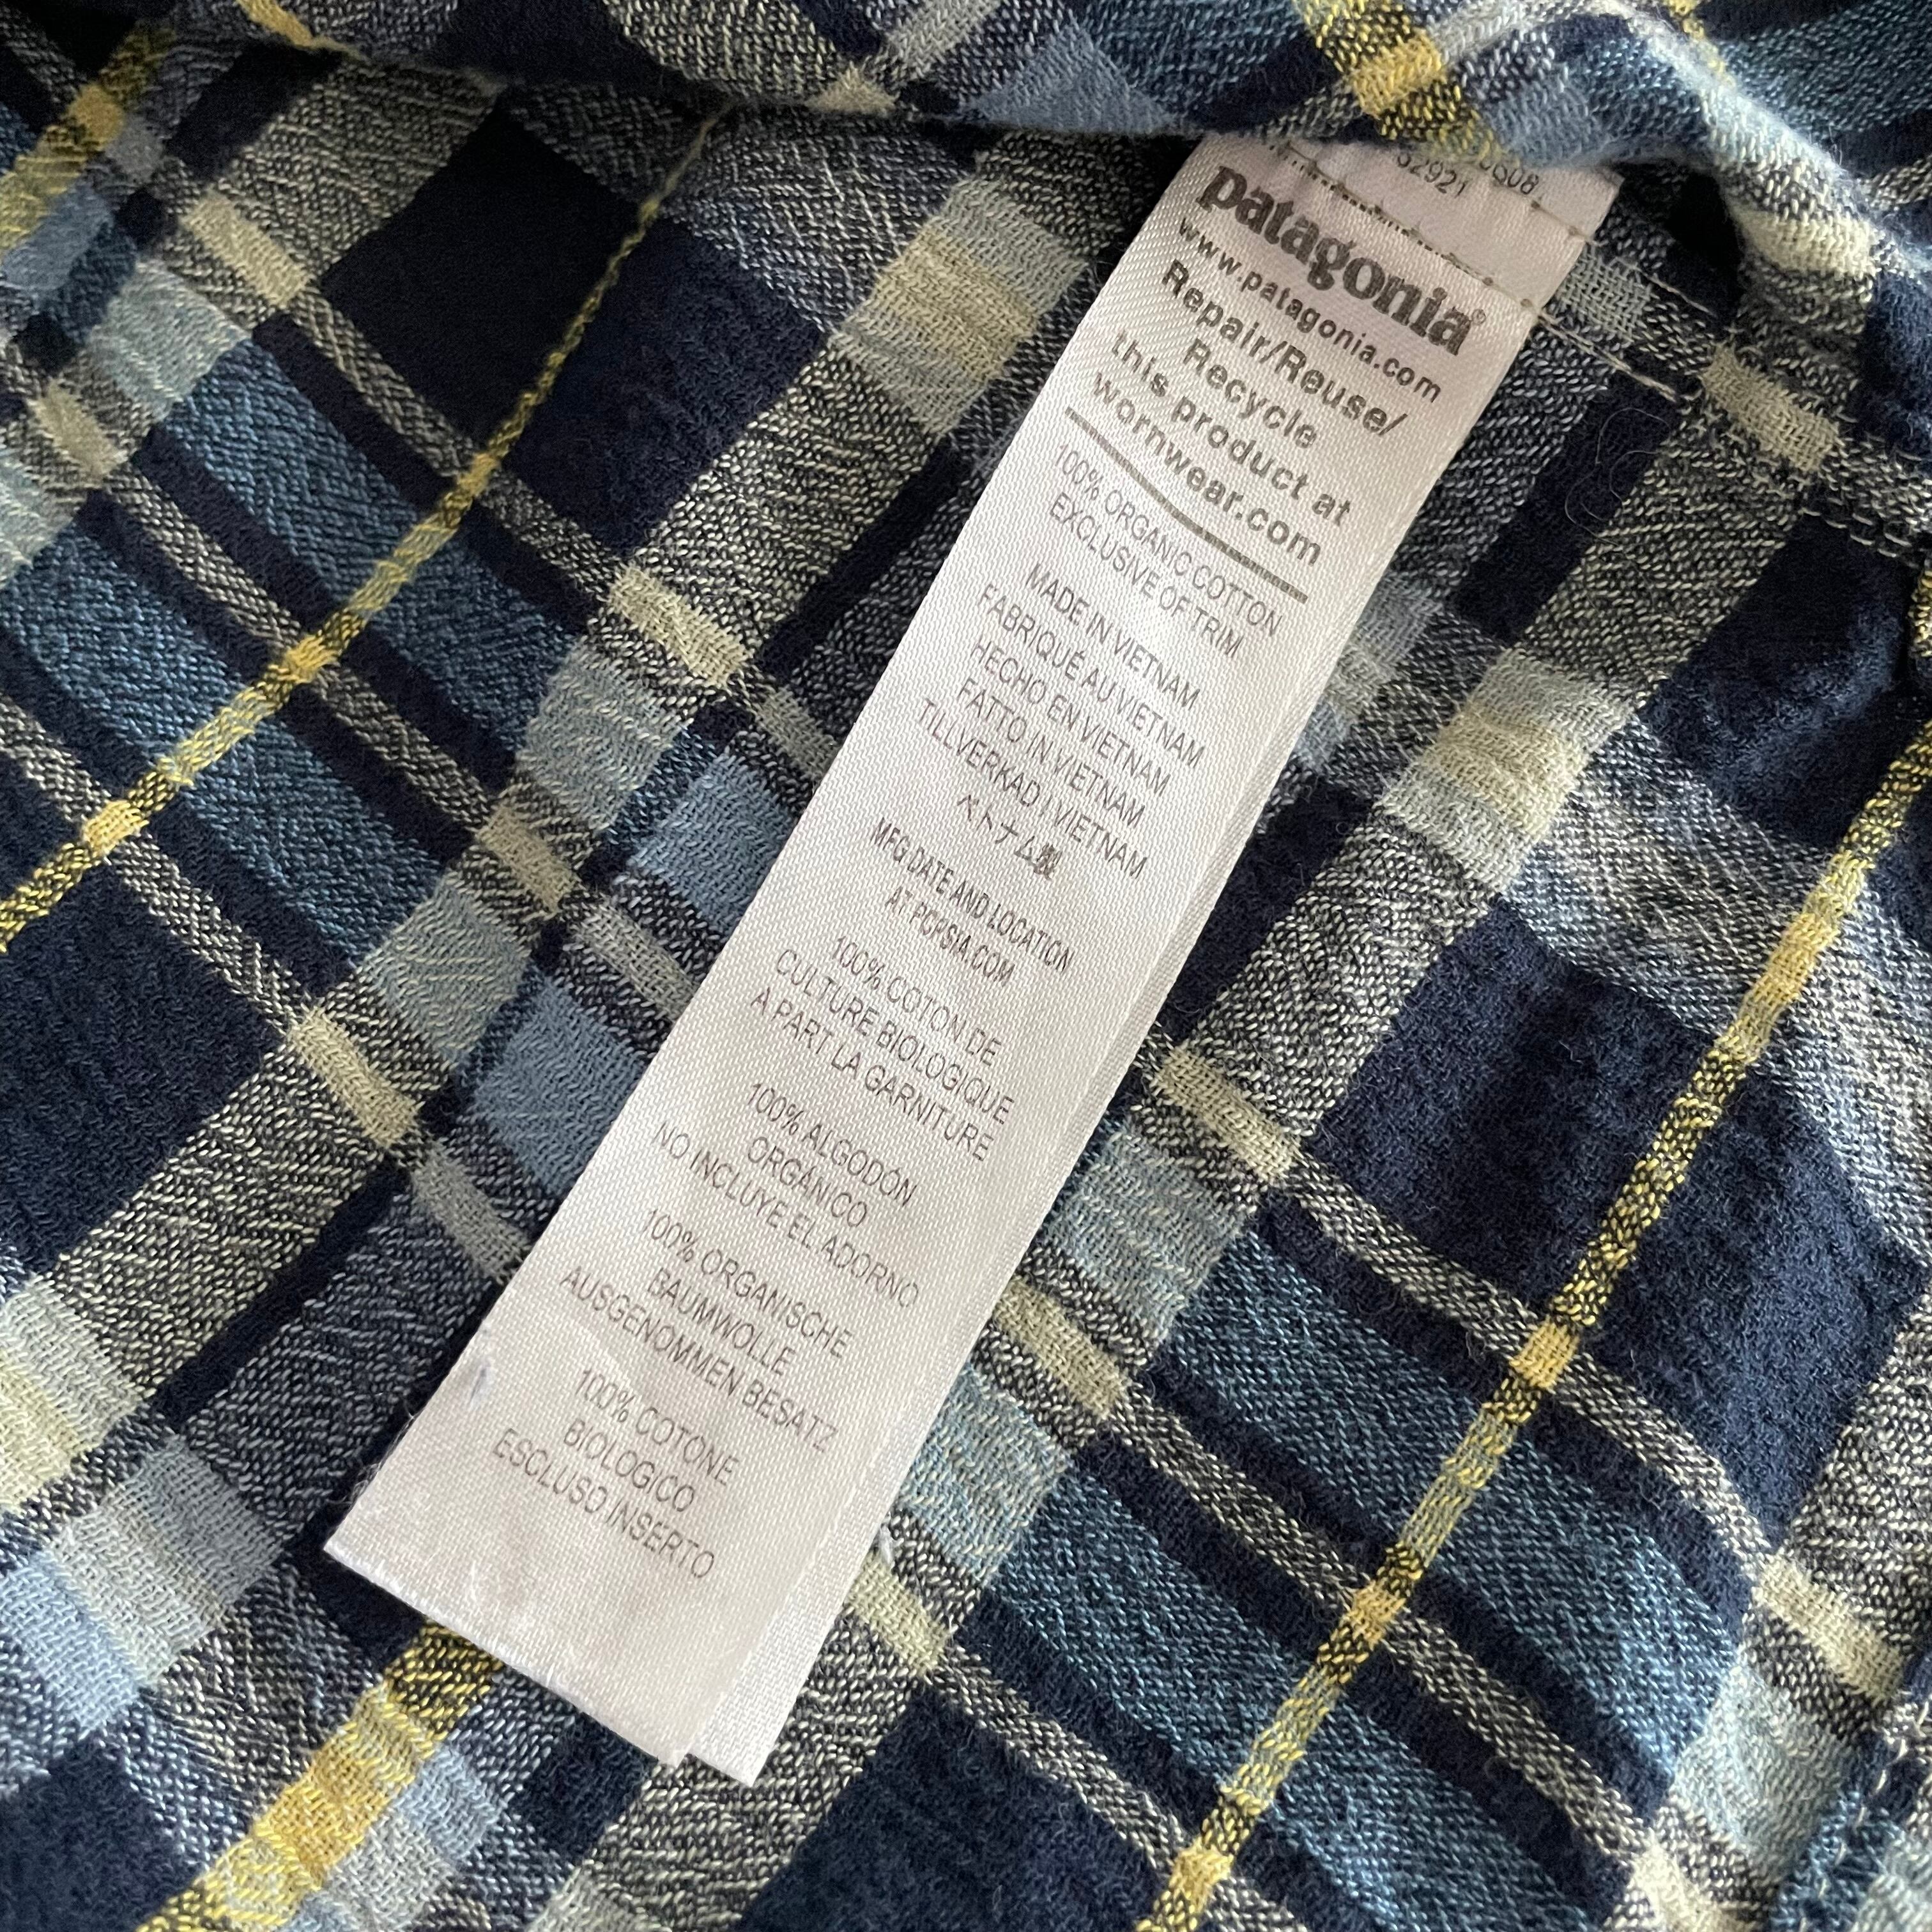 patagonia®
www.patagonia.com
Repair/Reuse/
Recycle
this product at
wornwear.com
100% ORGANIC COTTON
EXCLUSIVE OF TRIM
MADE IN VIETNAM
FABRIQUÉ AU VIETNAM
HECHO EN VIETNAM
FATTO IN VIETNAM
TILLVERKAD I VIETNAM
ベトナム製
MFG DATE AND LOCATION
AT PCPSIA.COM
100% COTON DE
CULTURE BIOLOGIQUE
A PART LA GARNITURE
100% ALGODÓN
ORGÁNICO
NO INCLUYE EL ADORNO
100% ORGANISCHE
BAUMWOLLE
AUSGENOMMEN BESATZ
100% COTONE
BIOLOGICO
ESCLUSO INSERTO